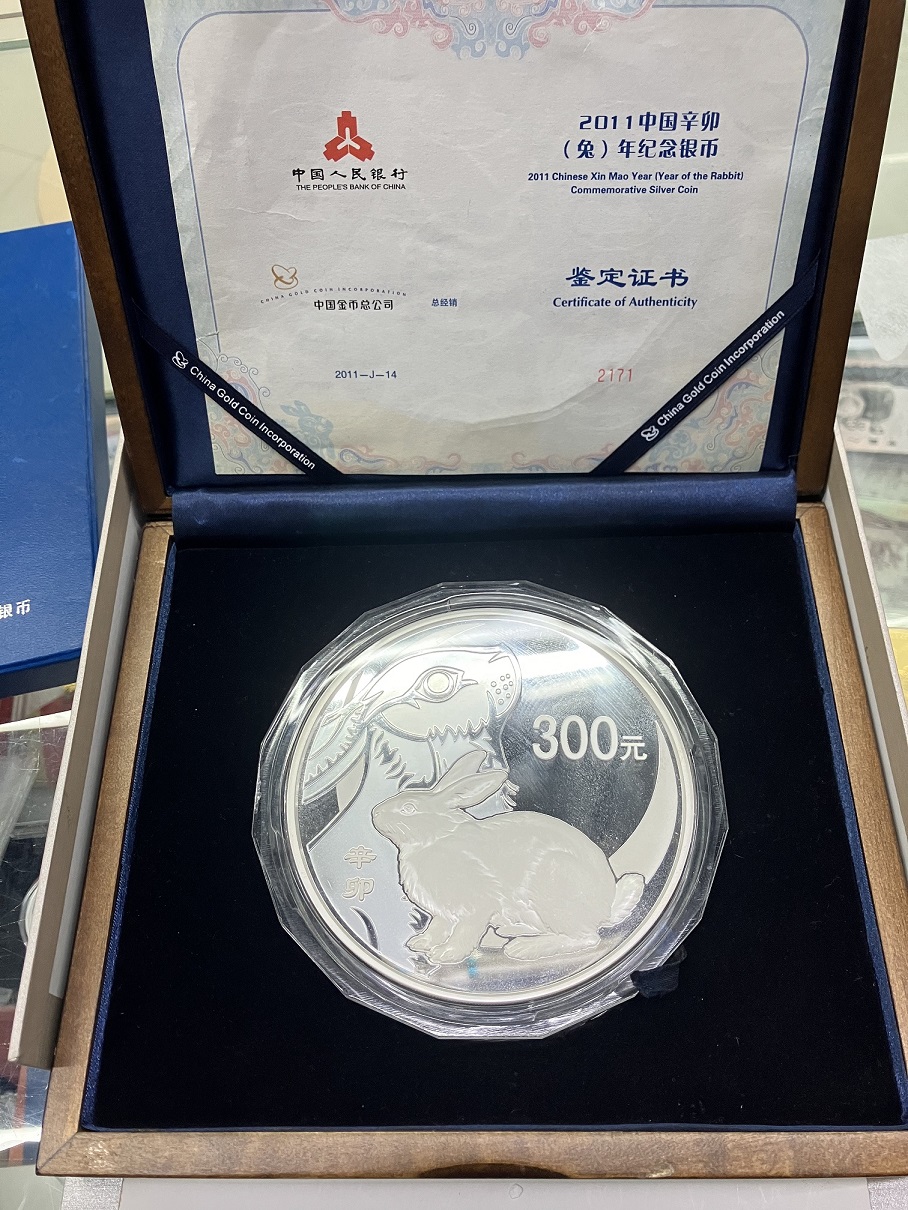 中国人民银行
THE PEOPLE'S BANK OF CHINA
2011中国辛卯
（兔）年纪念银币
2011 Chinese Xin Mao Year (Year of the Rabbit)
Commemorative Silver Coin
CHINA GOLD COIN INCORPORATION
中国金币总公司
总经销
鉴定证书
Certificate of Authenticity
2011—J—14
2171
China Gold Coin Incorporation
China Gold Coin Incorporation
银币
300元
辛
卯